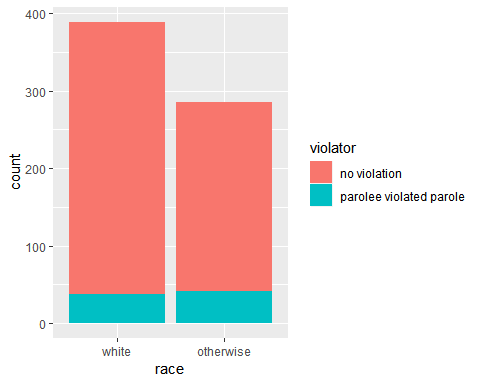 400
300
200
100
0
count
white
otherwise
race
violator
no violation
parolee violated parole